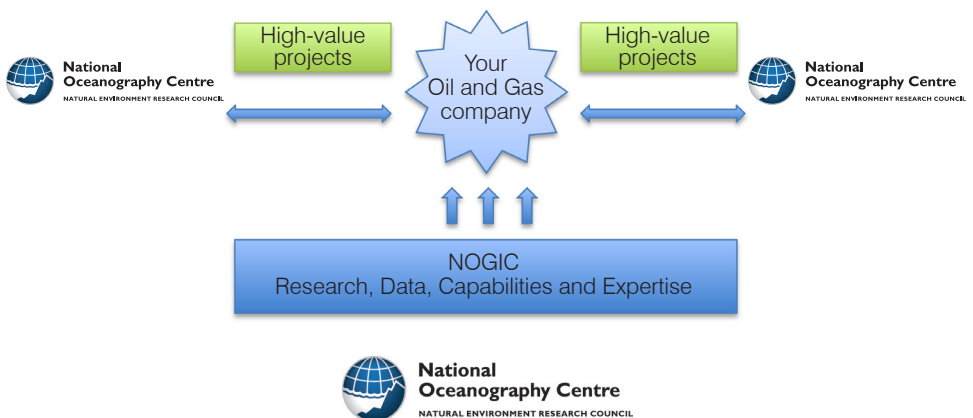 High-value
projects
Your
Oil and Gas
company
High-value
projects
National
Oceanography Centre
NATURAL ENVIRONMENT RESEARCH COUNCIL
National
Oceanography Centre
NATURAL ENVIRONMENT RESEARCH COUNCIL
NOGIC
Research, Data, Capabilities and Expertise
National
Oceanography Centre
NATURAL ENVIRONMENT RESEARCH COUNCIL